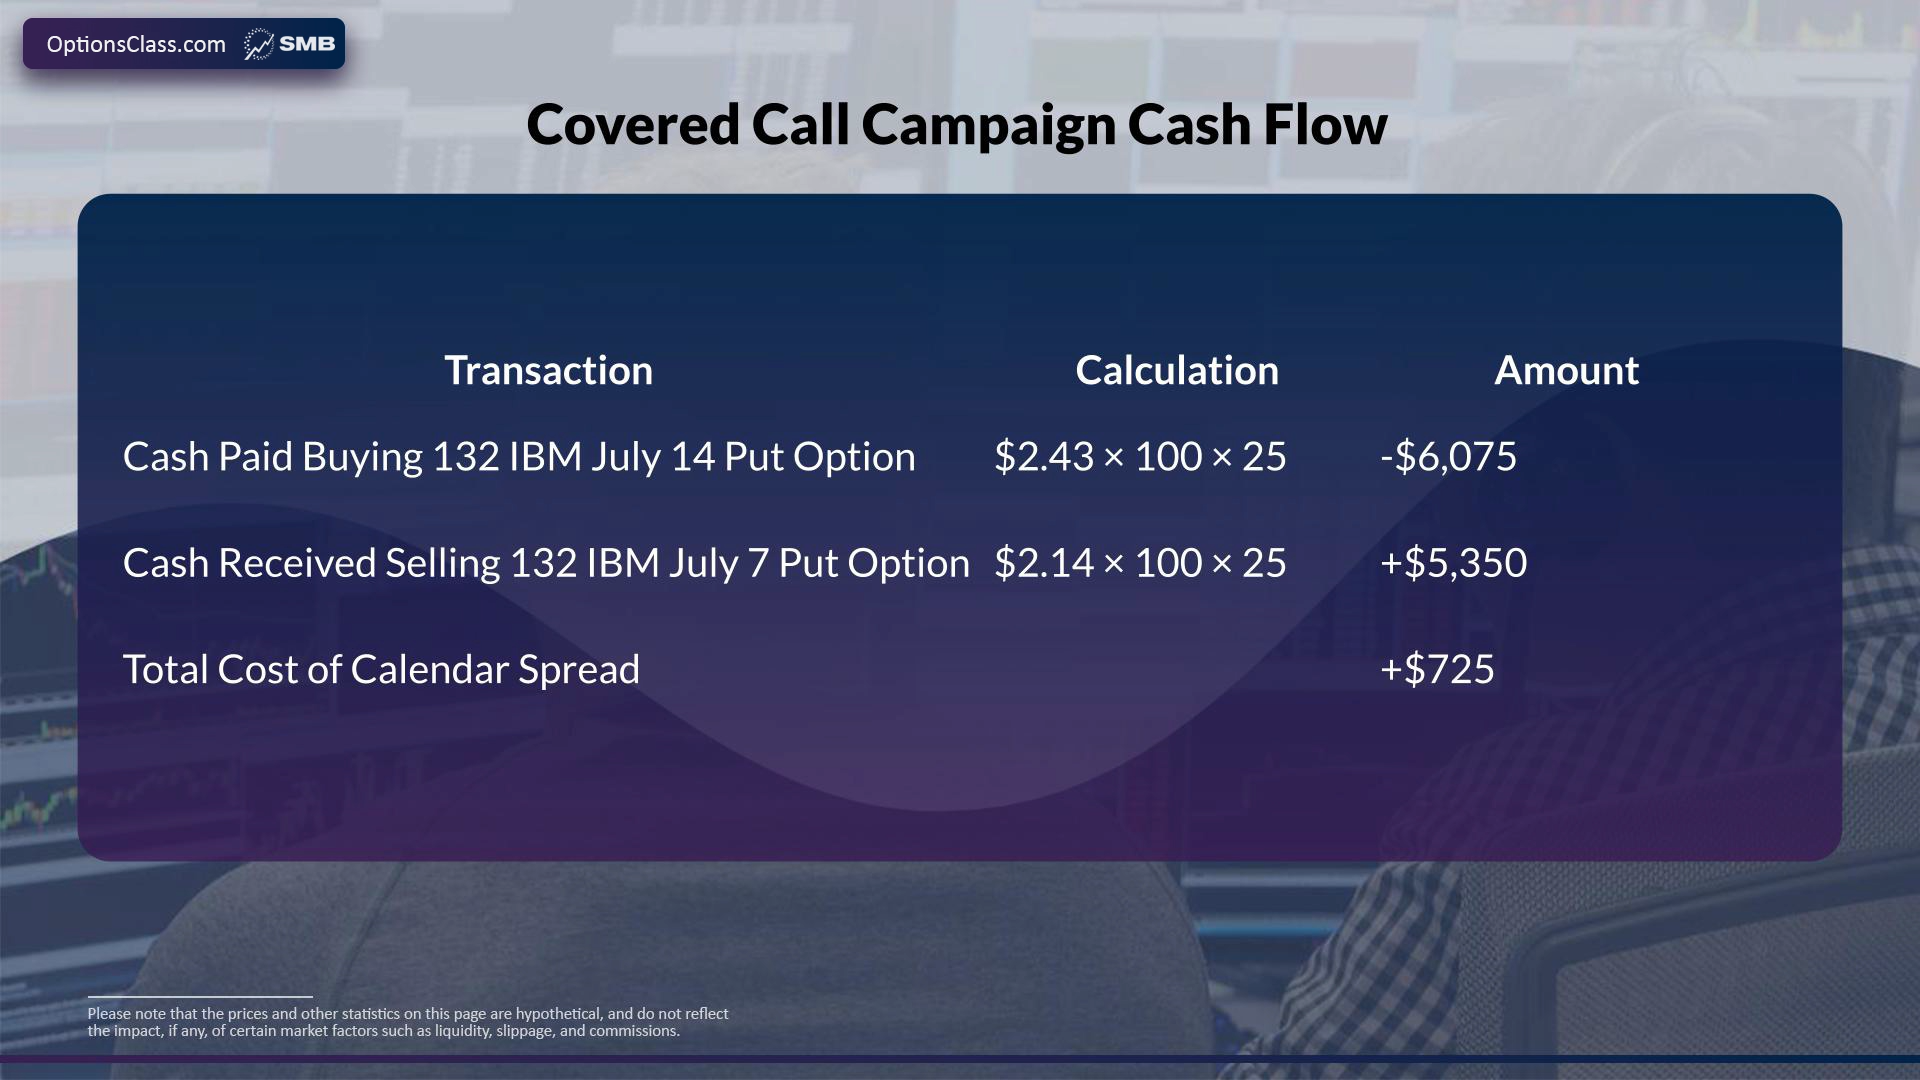 OptionsClass.com SMB
Covered Call Campaign Cash Flow
Transaction Calculation Amount
Cash Paid Buying 132 IBM July 14 Put Option $2.43 × 100 × 25 -$6,075
Cash Received Selling 132 IBM July 7 Put Option $2.14 × 100 × 25 +$5,350
Total Cost of Calendar Spread +$725
Please note that the prices and other statistics on this page are hypothetical, and do not reflect
the impact, if any, of certain market factors such as liquidity, slippage, and commissions.